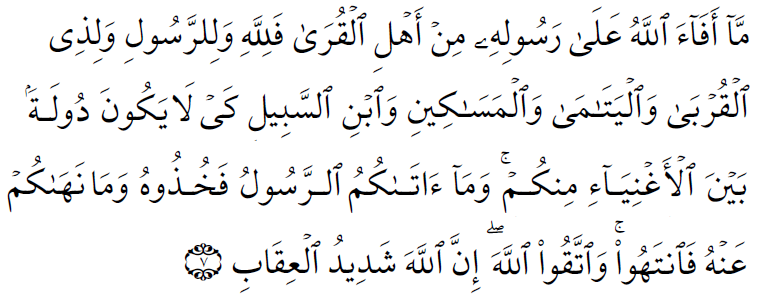 مَّآ أَفَآءَ ٱللَّهُ عَلَىٰ رَسُولِهِۦ مِنْ أَهْلِ ٱلْقُرَىٰ فَلِلَّهِ وَلِلرَّسُولِ وَلِذِى
ٱلْقُرْبَىٰ وَٱلْيَتَـٰمَىٰ وَٱلْمَسَـٰكِينِ وَٱبْنِ ٱلسَّبِيلِ كَىْ لَا يَكُونَ دُولَةًۢ
بَيْنَ ٱلْأَغْنِيَآءِ مِنكُمْ ۚ وَمَآ ءَاتَىٰكُمُ ٱلرَّسُولُ فَخُذُوهُ وَمَا نَهَىٰكُمْ
عَنْهُ فَٱنتَهُوا۟ ۚ وَٱتَّقُوا۟ ٱللَّهَ ۖ إِنَّ ٱللَّهَ شَدِيدُ ٱلْعِقَابِ ٧